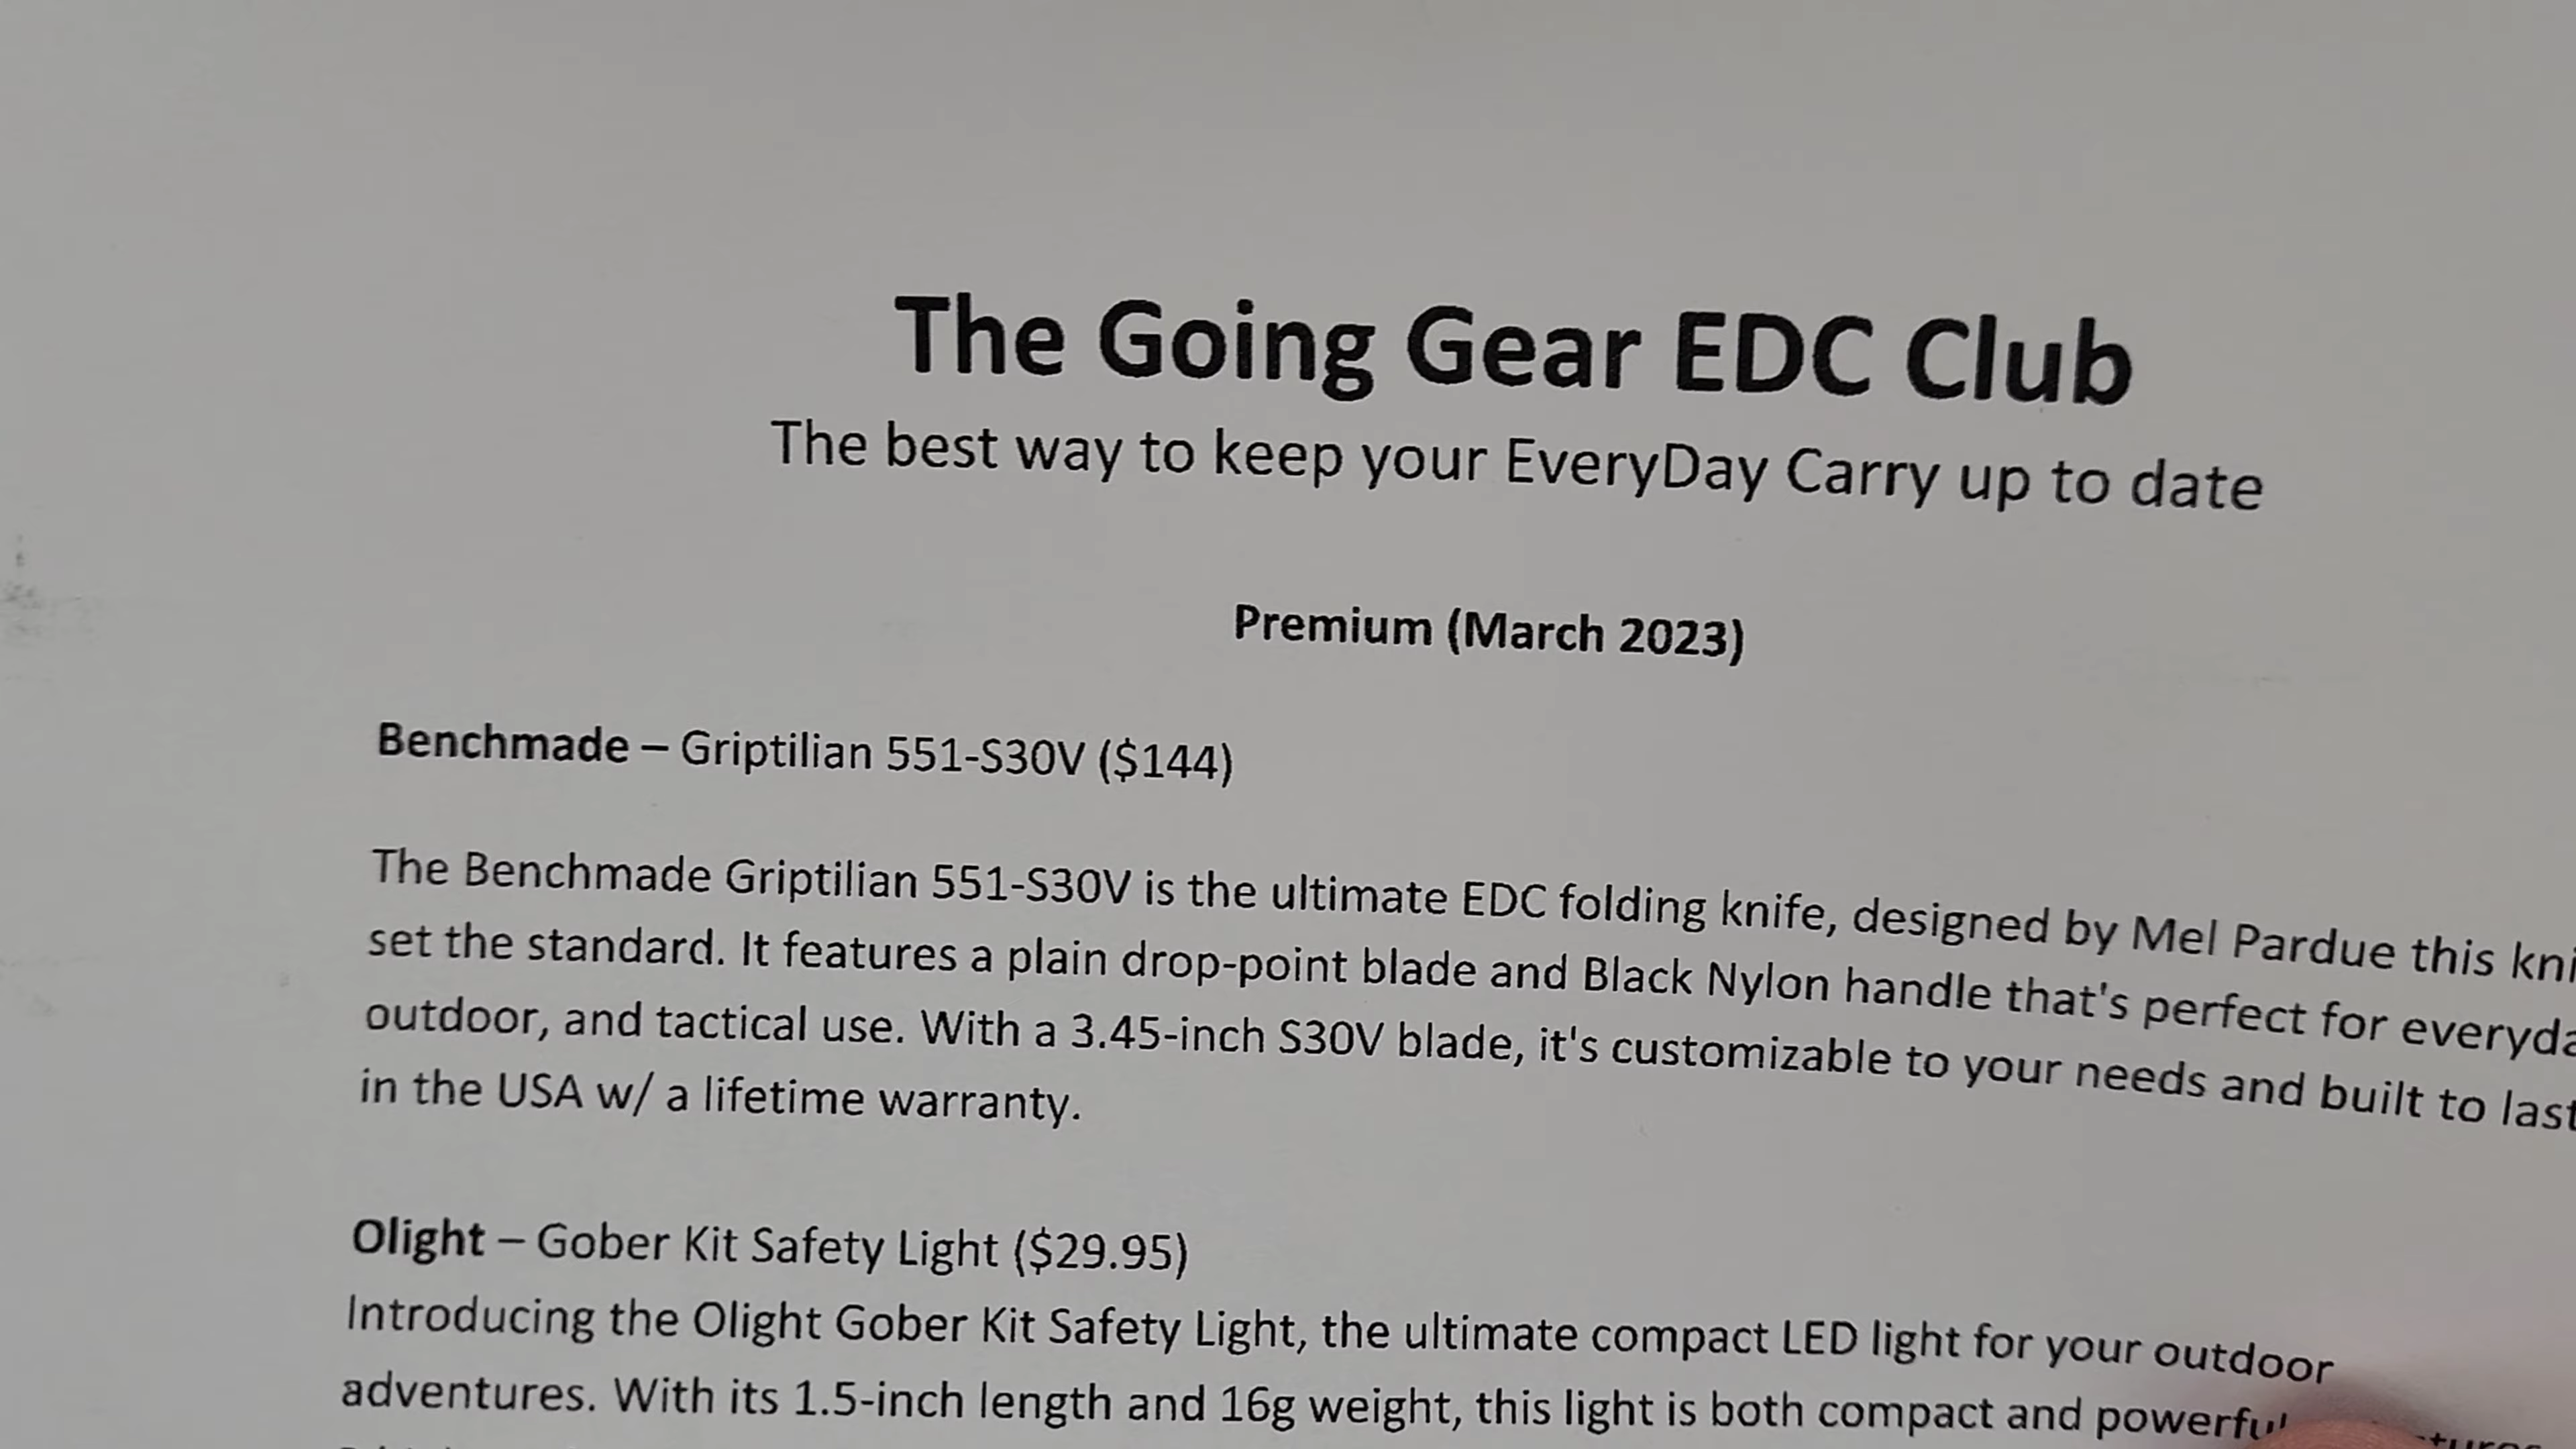 The Going Gear EDC Club
The best way to keep your EveryDay Carry up to date
Premium (March 2023)
Benchmade – Griptilian 551-S30V ($144)
The Benchmade Griptilian 551-S30V is the ultimate EDC folding knife, designed by Mel Pardue this
set the standard. It features a plain drop-point blade and Black Nylon handle that's perfect for
outdoor, and tactical use. With a 3.45-inch S30V blade, it's customizable to your needs and built to
in the USA w/ a lifetime warranty.
Olight – Gober Kit Safety Light ($29.95)
Introducing the Olight Gober Kit Safety Light, the ultimate compact LED light for your outdoor
adventures. With its 1.5-inch length and 16g weight, this light is both compact and